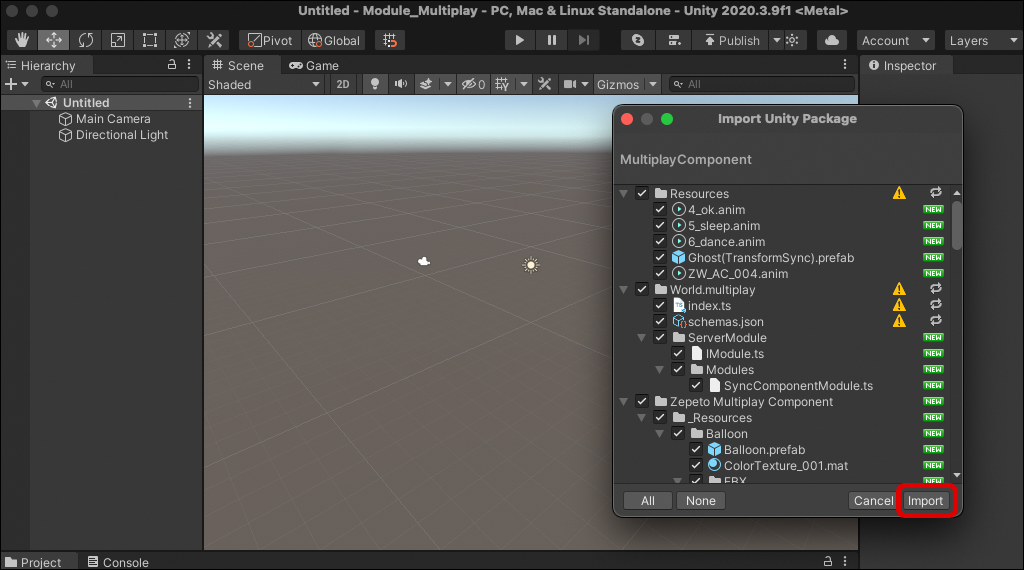 Untitled - Module_Multiplay - PC, Mac & Linux Standalone - Unity 2020.3.9f1 <Metal>
Pivot Global Publish Account Layers
Hierarchy Scene Game Inspector
All Shaded 2D 0 Gizmos All
Untitled
Main Camera
Directional Light
Import Unity Package
MultiplayComponent
Resources
4_ok.anim NEW
5_sleep.anim NEW
6_dance.anim NEW
Ghost(TransformSync).prefab NEW
ZW_AC_004.anim NEW
World.multiplay
TS index.ts
schemas.json
ServerModule NEW
IModule.ts NEW
Modules NEW
SyncComponentModule.ts NEW
Zepeto Multiplay Component NEW
_Resources NEW
Balloon NEW
Balloon.prefab NEW
ColorTexture_001.mat NEW
FBX NEW
All None Cancel Import
Project Console